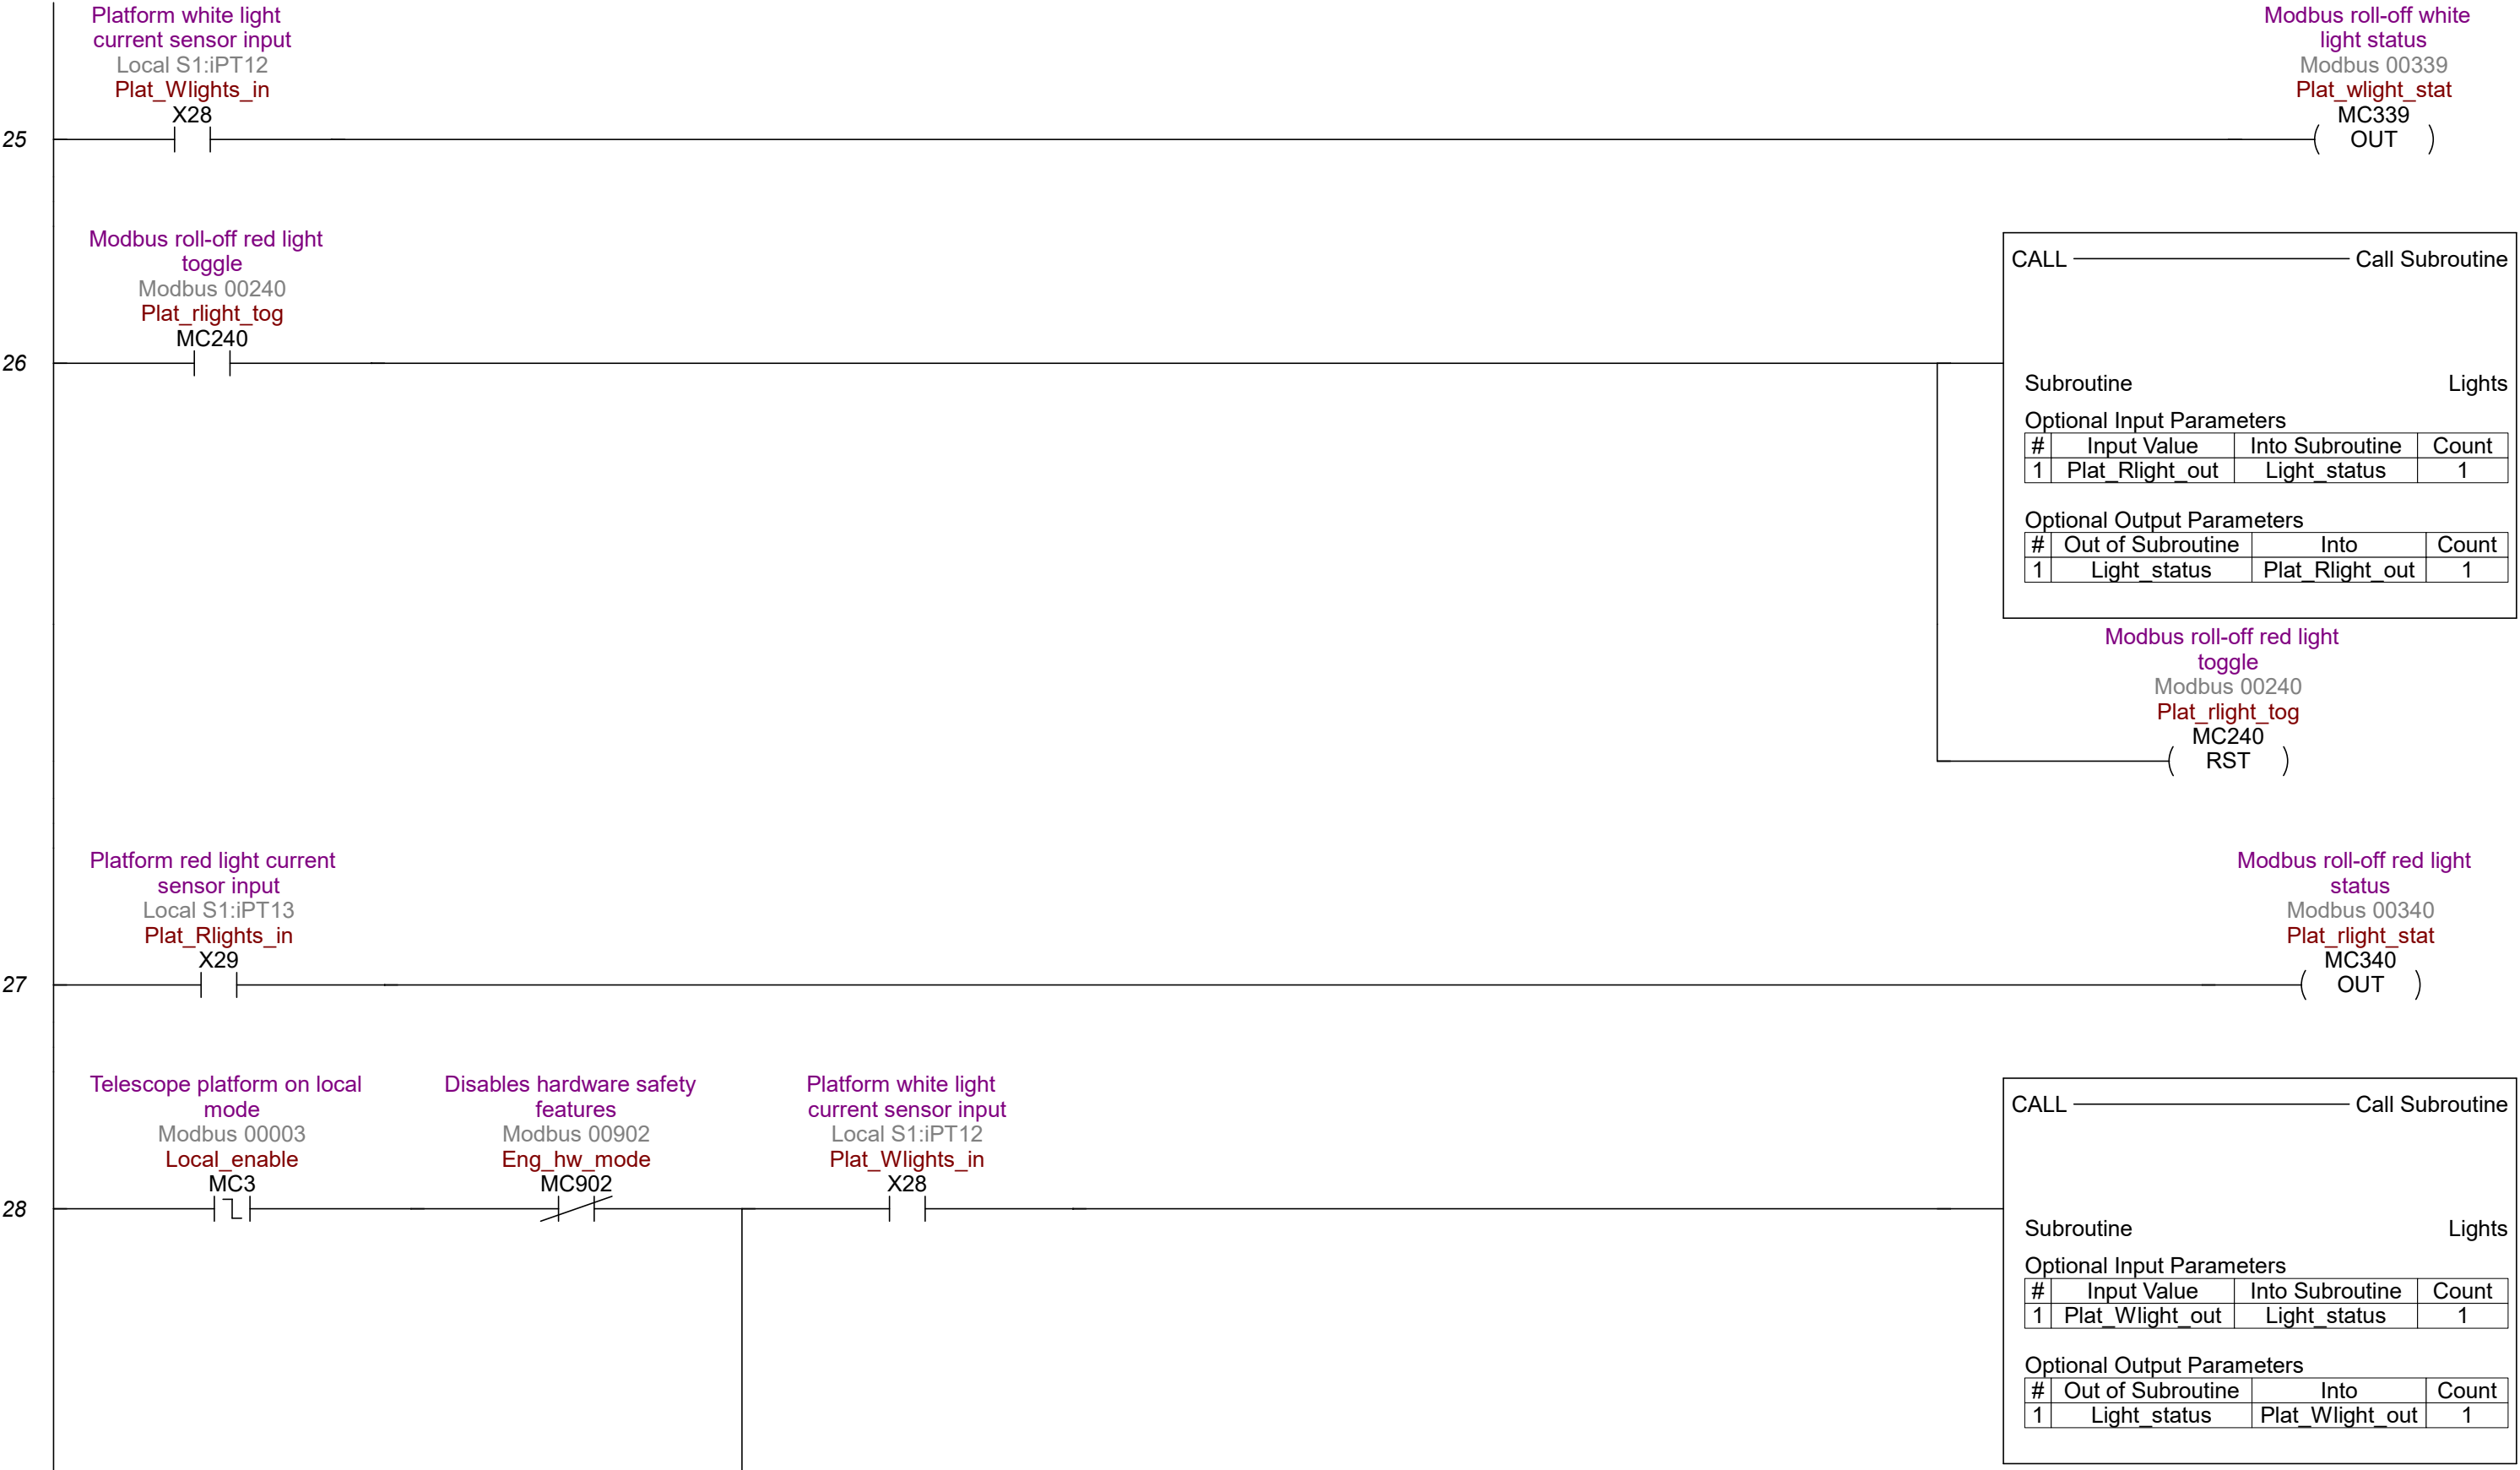 Platform white light
current sensor input
Local S1:iPT12
Plat_Wlights_in
X28
Modbus roll-off white
light status
Modbus 00339
Plat_wlight_stat
MC339
25
OUT
Modbus roll-off red light
toggle
Modbus 00240
Plat_rlight_tog
MC240
26
CALL Call Subroutine
Subroutine Lights
Optional Input Parameters
# Input Value Into Subroutine Count
1 Plat_Rlight_out Light_status 1
Optional Output Parameters
# Out of Subroutine Into Count
1 Light_status Plat_Rlight_out 1
Modbus roll-off red light
toggle
Modbus 00240
Plat_rlight_tog
MC240
RST
Platform red light current
sensor input
Local S1:iPT13
Plat_Rlights_in
X29
Modbus roll-off red light
status
Modbus 00340
Plat_rlight_stat
MC340
27
OUT
Telescope platform on local
mode
Modbus 00003
Local_enable
MC3
Disables hardware safety
features
Modbus 00902
Eng_hw_mode
MC902
Platform white light
current sensor input
Local S1:iPT12
Plat_Wlights_in
X28
28
CALL Call Subroutine
Subroutine Lights
Optional Input Parameters
# Input Value Into Subroutine Count
1 Plat_Wlight_out Light_status 1
Optional Output Parameters
# Out of Subroutine Into Count
1 Light_status Plat_Wlight_out 1